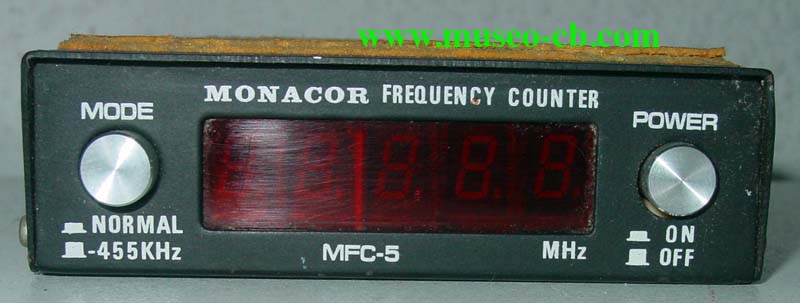 www.museo-cb.com
MONACOR FREQUENCY COUNTER
MODE
POWER
NORMAL
-455KHz
MFC-5
MHz
ON
OFF